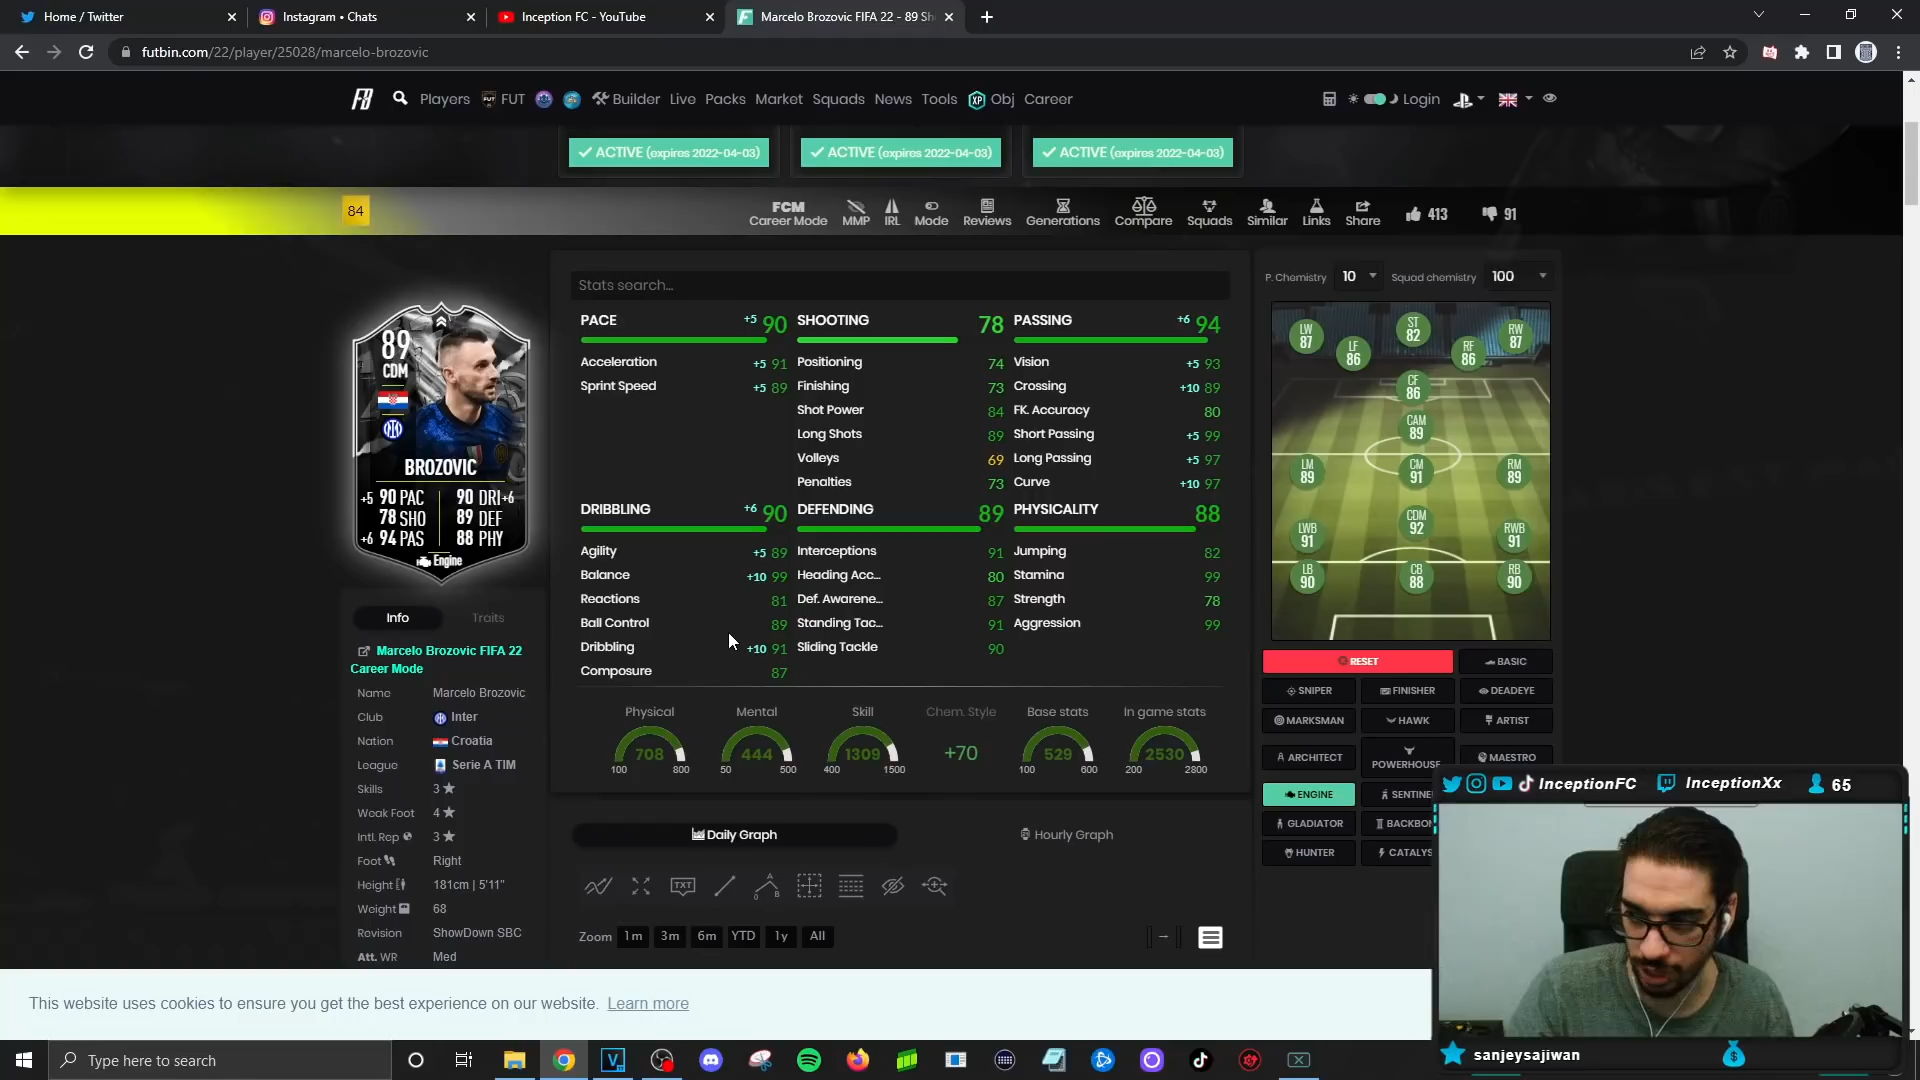 Home / Twitter
Instagram • Chats
Inception FC - YouTube
Marcelo Brozovic FIFA 22 - 89 Sh
futbin.com/22/player/25028/marcelo-brozovic
Players FUT Builder Live Packs Market Squads News Tools XP Obj Career Login
ACTIVE (expires 2022-04-03) ACTIVE (expires 2022-04-03) ACTIVE (expires 2022-04-03)
84
FCM Career Mode MMP IRL Mode Reviews Generations Compare Squads Similar Links Share 413 91
89
CDM
BROZOVIC
+5 90 PAC 90 DRI +6
78 SHO 89 DEF
+6 94 PAS 88 PHY
Engine
Info Traits
Marcelo Brozovic FIFA 22
Career Mode
Name Marcelo Brozovic
Club Inter
Nation Croatia
League Serie A TIM
Skills 3
Weak Foot 4
Intl. Rep 3
Foot Right
Height 181cm | 5'11"
Weight 68
Revision ShowDown SBC
Att. WR Med
Stats search...
PACE +5 90
Acceleration +5 91
Sprint Speed +5 89
SHOOTING 78
Positioning 74
Finishing 73
Shot Power 84
Long Shots 89
Volleys 69
Penalties 73
PASSING +6 94
Vision +5 93
Crossing +10 89
FK. Accuracy 80
Short Passing +5 99
Long Passing +5 97
Curve +10 97
DRIBBLING +6 90
Agility +5 89
Balance +10 99
Reactions 81
Ball Control 89
Dribbling +10 91
Composure 87
DEFENDING 89
Interceptions 91
Heading Acc... 80
Def. Awarene... 87
Standing Tac... 91
Sliding Tackle 90
PHYSICALITY 88
Jumping 82
Stamina 99
Strength 78
Aggression 99
Physical Mental Skill Chem. Style Base stats In game stats
708 444 1309 +70 529 2530
100 800 50 500 400 1500 100 600 200 2800
Daily Graph Hourly Graph
TXT
Zoom 1m 3m 6m YTD 1y All
P. Chemistry 10 Squad chemistry 100
LW 87
LF 86
ST 82
RF 86
RW 87
CF 86
CAM 89
LM 89
CM 91
RM 89
LWB 91
CDM 92
RWB 91
LB 90
CB 88
RB 90
RESET BASIC
SNIPER FINISHER DEADEYE
MARKSMAN HAWK ARTIST
ARCHITECT POWERHOUSE MAESTRO
ENGINE SENTINE
GLADIATOR BACKBON
HUNTER CATALYS
InceptionFC InceptionXx 65
sanjeysajiwan
This website uses cookies to ensure you get the best experience on our website. Learn more
Type here to search